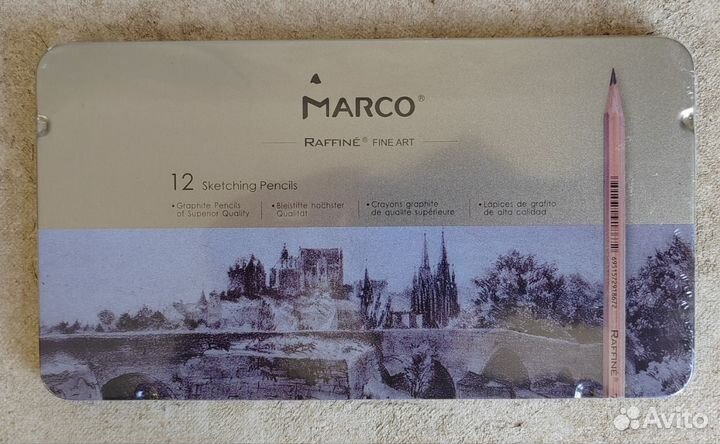 MARCO®
RAFFINÉ® FINE ART
12 Sketching Pencils
• Graphite Pencils
of Superior Quality
• Bleistifte höchster
Qualität
• Crayons graphite
de qualité supérieure
• Lápices de grafito
de alta calidad
6951572918672
RAFFINÉ
Avito